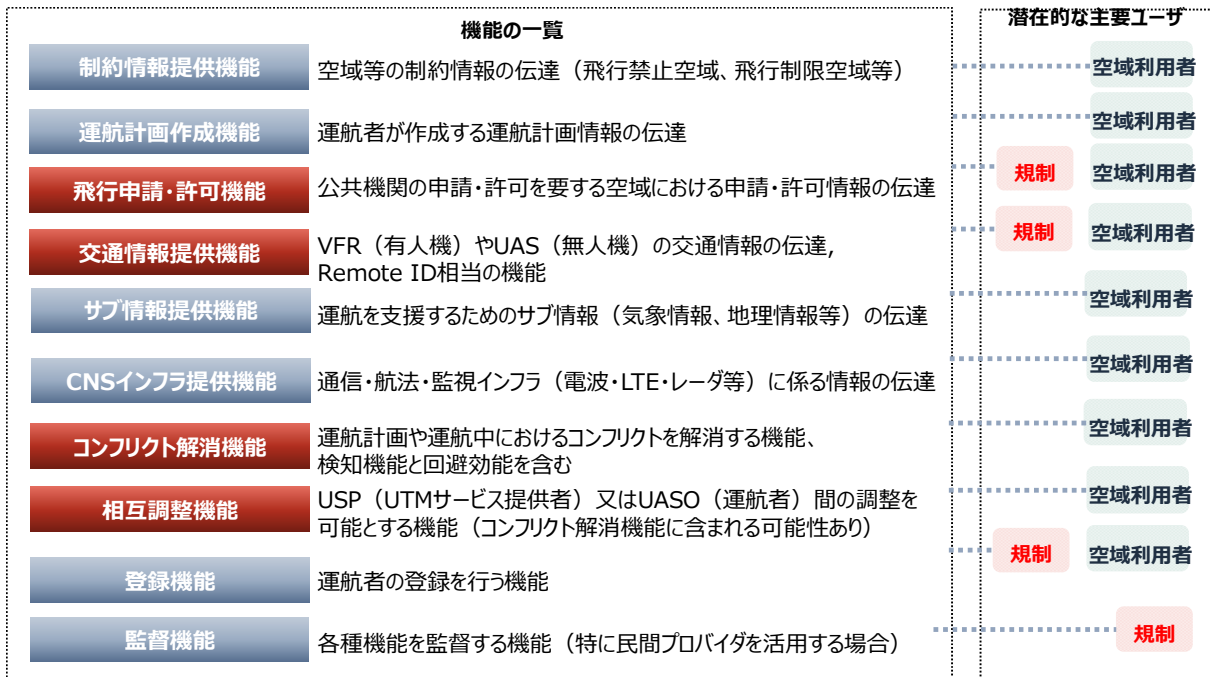 機能の一覧
潜在的な主要ユーザ
制約情報提供機能
空域等の制約情報の伝達（飛行禁止空域、飛行制限空域等）
空域利用者
運航計画作成機能
運航者が作成する運航計画情報の伝達
空域利用者
飛行申請・許可機能
公共機関の申請・許可を要する空域における申請・許可情報の伝達
規制
空域利用者
交通情報提供機能
VFR（有人機）やUAS（無人機）の交通情報の伝達,
Remote ID相当の機能
規制
空域利用者
サブ情報提供機能
運航を支援するためのサブ情報（気象情報、地理情報等）の伝達
空域利用者
CNSインフラ提供機能
通信・航法・監視インフラ（電波・LTE・レーダ等）に係る情報の伝達
空域利用者
コンフリクト解消機能
運航計画や運航中におけるコンフリクトを解消する機能、
検知機能と回避効能を含む
空域利用者
相互調整機能
USP（UTMサービス提供者）又はUASO（運航者）間の調整を
可能とする機能（コンフリクト解消機能に含まれる可能性あり）
空域利用者
登録機能
運航者の登録を行う機能
規制
空域利用者
監督機能
各種機能を監督する機能（特に民間プロバイダを活用する場合）
規制